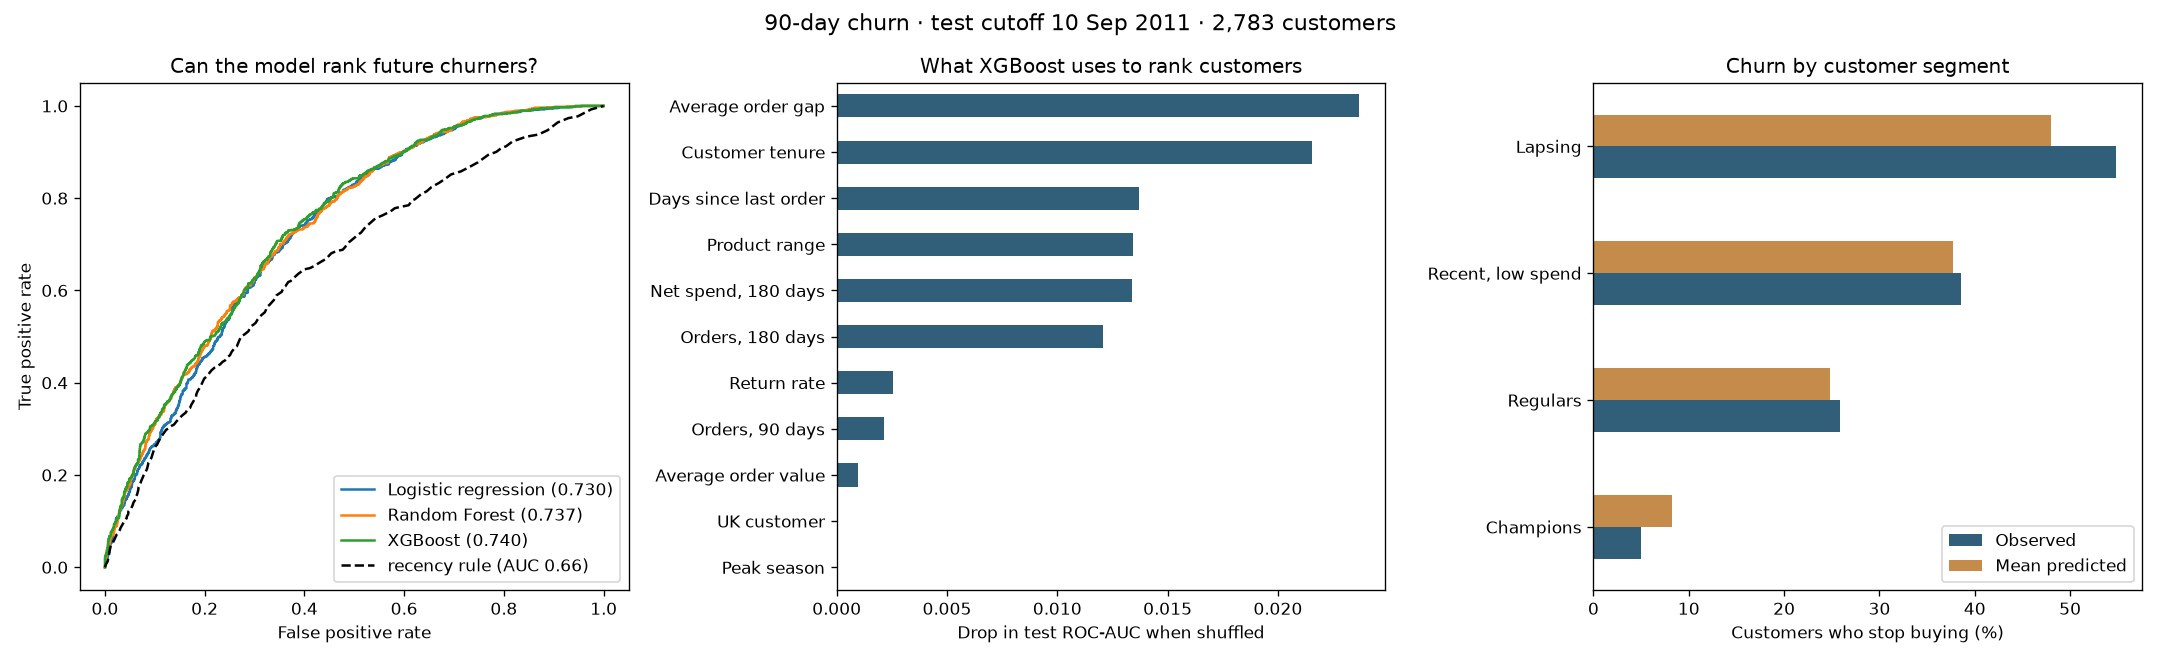 90-day churn · test cutoff 10 Sep 2011 · 2,783 customers
Can the model rank future churners?
True positive rate
1.0
0.8
0.6
0.4
0.2
0.0
Logistic regression (0.730)
Random Forest (0.737)
XGBoost (0.740)
recency rule (AUC 0.66)
0.0 0.2 0.4 0.6 0.8 1.0
False positive rate
What XGBoost uses to rank customers
Average order gap
Customer tenure
Days since last order
Product range
Net spend, 180 days
Orders, 180 days
Return rate
Orders, 90 days
Average order value
UK customer
Peak season
0.000 0.005 0.010 0.015 0.020
Drop in test ROC-AUC when shuffled
Churn by customer segment
Lapsing
Recent, low spend
Regulars
Champions
Observed
Mean predicted
0 10 20 30 40 50
Customers who stop buying (%)